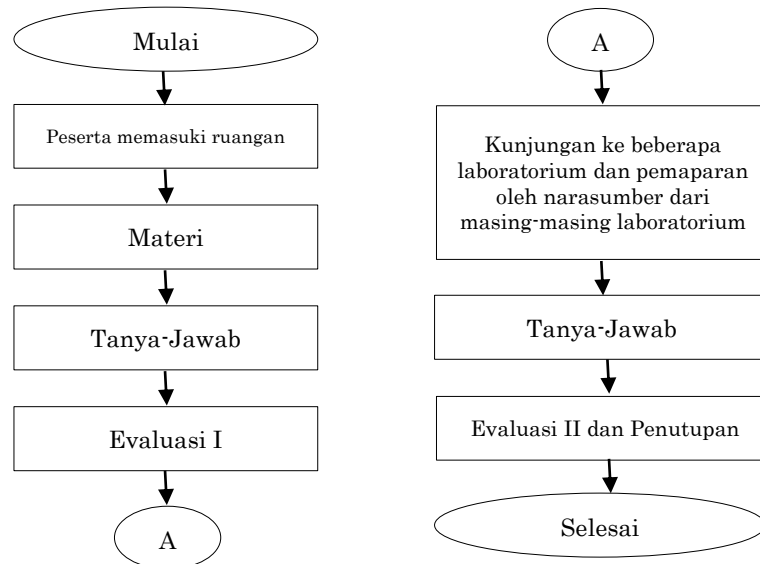 Mulai
Peserta memasuki ruangan
Materi
Tanya-Jawab
Evaluasi I
A
A
Kunjungan ke beberapa
laboratorium dan pemaparan
oleh narasumber dari
masing-masing laboratorium
Tanya-Jawab
Evaluasi II dan Penutupan
Selesai